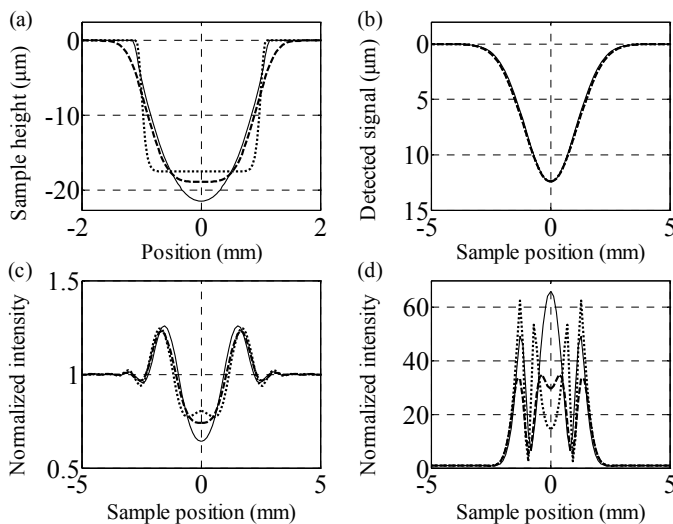 (a)
Sample height (μm)
0
-10
-20
-2
0
2
Position (mm)
(b)
Detected signal (μm)
0
5
10
15
-5
0
5
Sample position (mm)
(c)
Normalized intensity
1.5
1
0.5
-5
0
5
Sample position (mm)
(d)
Normalized intensity
60
40
20
0
-5
0
5
Sample position (mm)